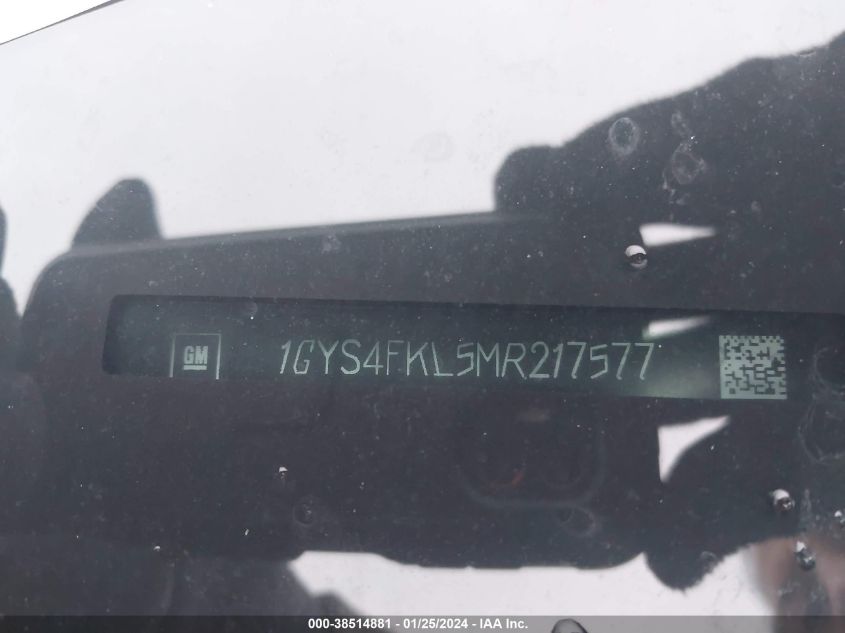 GM 1GYS4FKL5MR217577
000-38514881 - 01/25/2024 - IAA Inc.